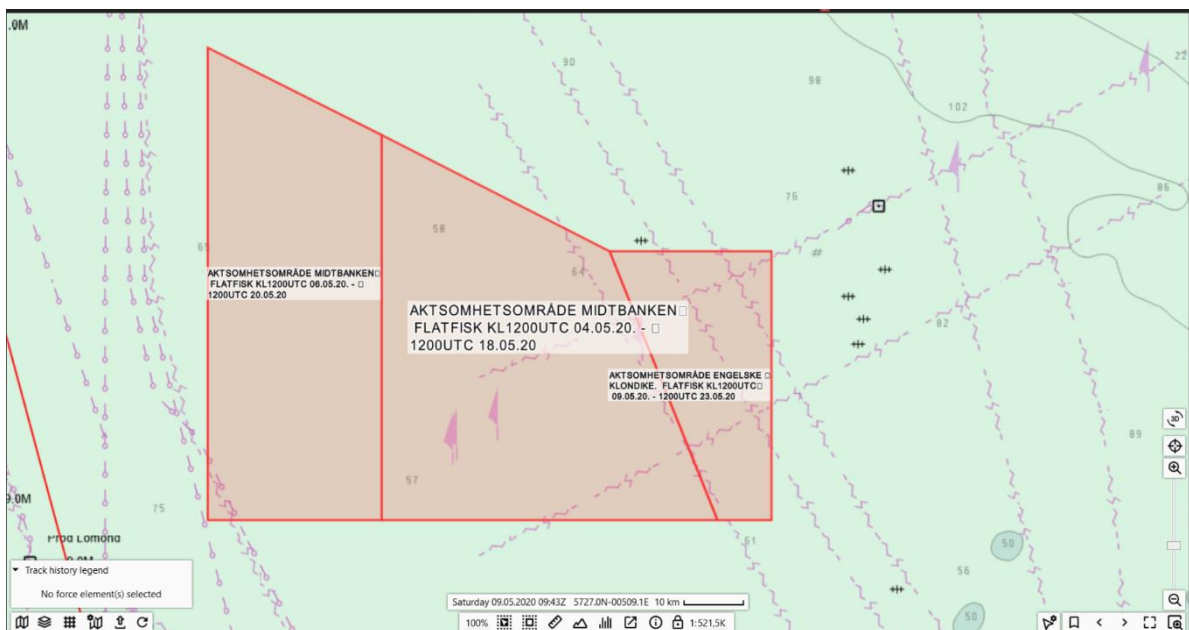 .0M
22
90
98
102
86
76
58
65
64
AKTSOMHETSOMRÅDE MIDTBANKEN□
FLATFISK KL1200UTC 06.05.20. - □
1200UTC 20.05.20
AKTSOMHETSOMRÅDE MIDTBANKEN□
FLATFISK KL1200UTC 04.05.20. - □
1200UTC 18.05.20
82
AKTSOMHETSOMRÅDE ENGELSKE □
KLONDIKE. FLATFISK KL1200UTC□
09.05.20. - 1200UTC 23.05.20
89
57
9.0M
75
61
Prod Lomond
50
56
Track history legend
No force element(s) selected
50
3D
Saturday 09.05.2020 09:43Z 5727.0N-00509.1E 10 km
100% 1:521,5K